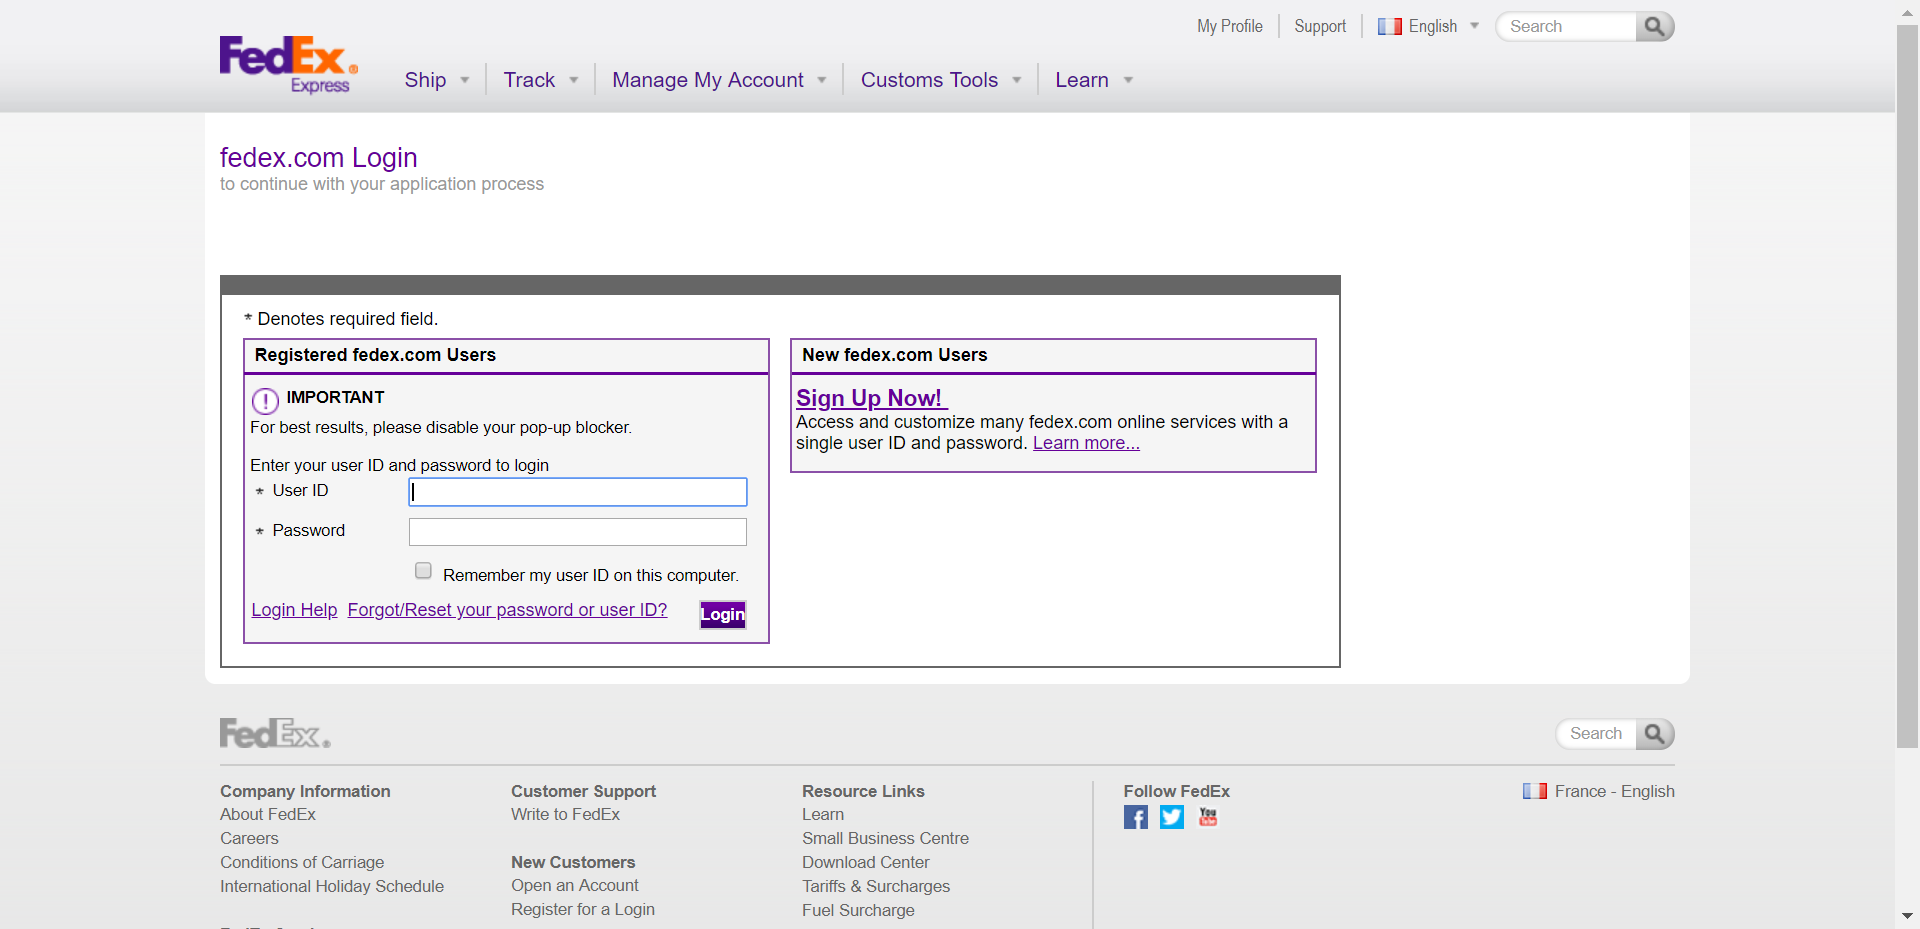 My Profile
Support
English
Search
FedEx®
Express
Ship
Track
Manage My Account
Customs Tools
Learn
fedex.com Login
to continue with your application process
* Denotes required field.
Registered fedex.com Users
! IMPORTANT
For best results, please disable your pop-up blocker.
Enter your user ID and password to login
* User ID
* Password
Remember my user ID on this computer.
Login Help Forgot/Reset your password or user ID?
Login
New fedex.com Users
Sign Up Now!
Access and customize many fedex.com online services with a
single user ID and password. Learn more...
FedEx®
Search
Company Information
About FedEx
Careers
Conditions of Carriage
International Holiday Schedule
Customer Support
Write to FedEx
New Customers
Open an Account
Register for a Login
Resource Links
Learn
Small Business Centre
Download Center
Tariffs & Surcharges
Fuel Surcharge
Follow FedEx
f
You
Tube
France - English